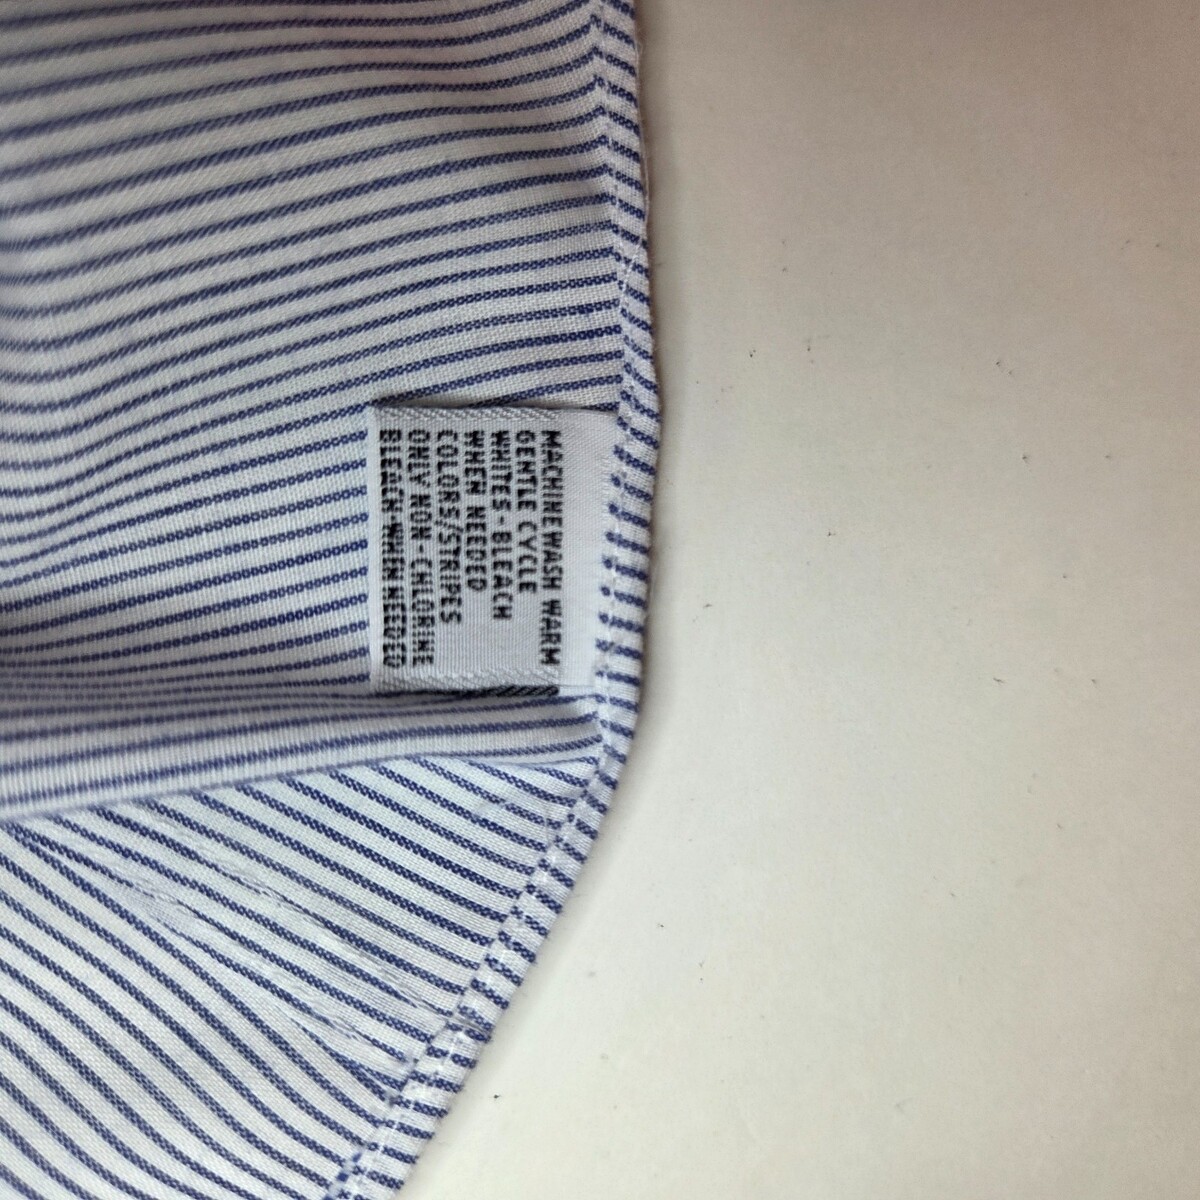 MACHINE WASH WARM
GENTLE CYCLE
WHITES-BLEACH
WHEN NEEDED
COLORS/STRIPES
ONLY NON-CHLORINE
BLEACH WHEN NEEDED